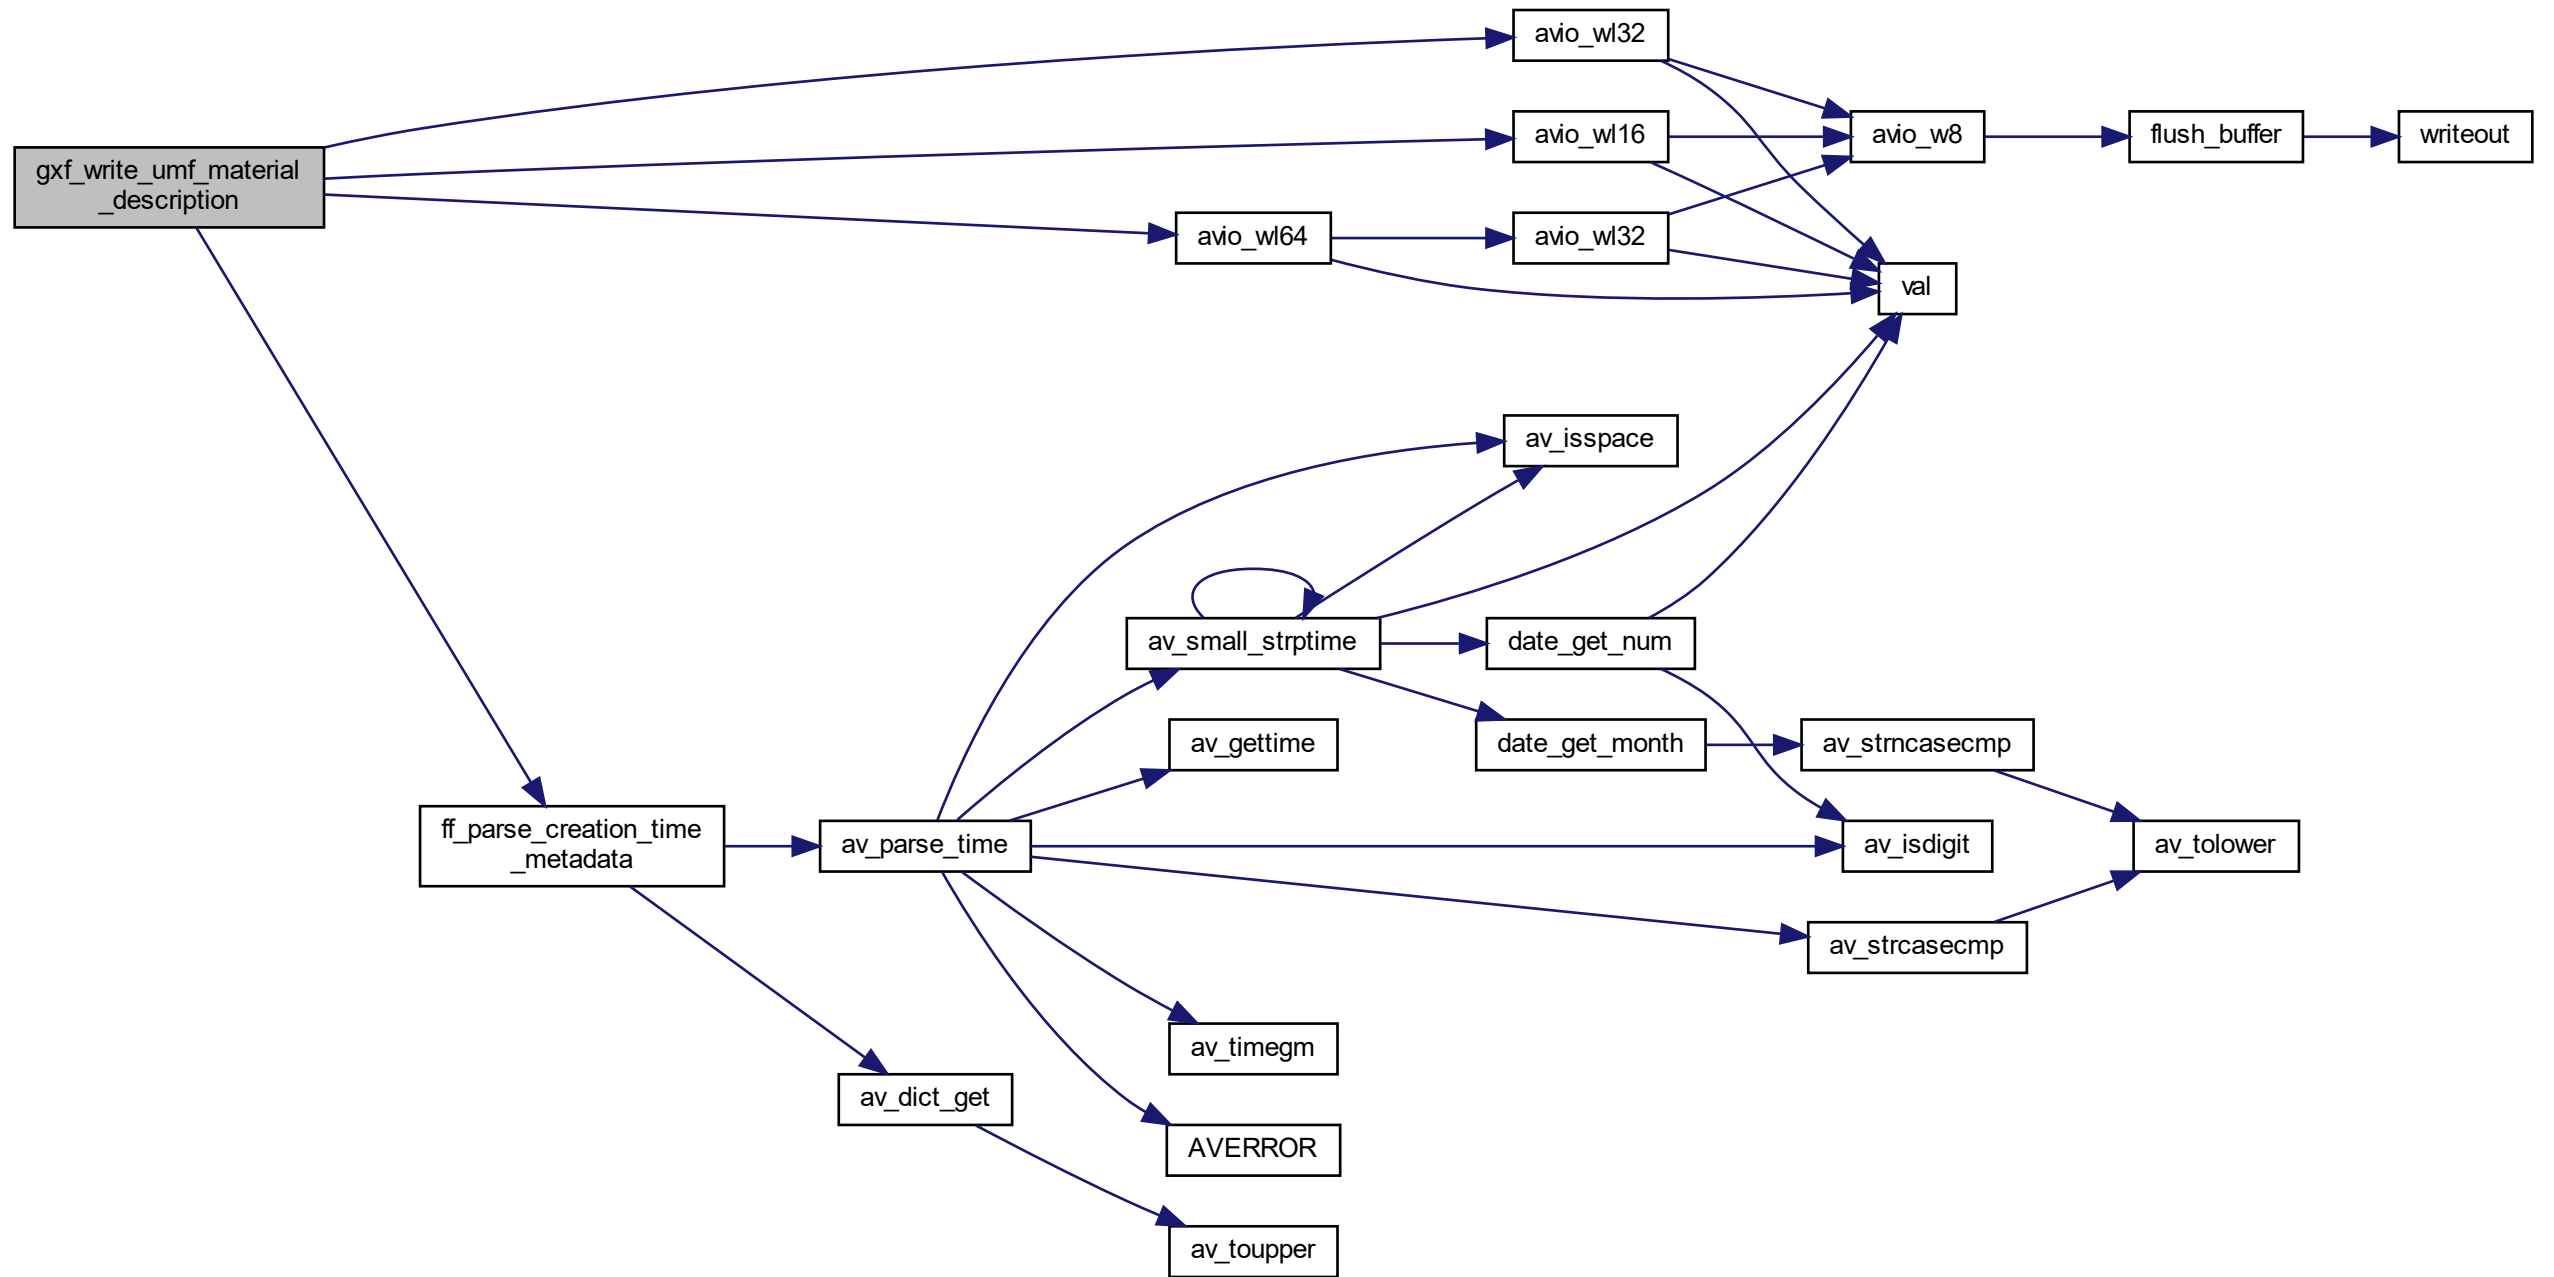 avio_wl32
avio_wl16
avio_w8
flush_buffer
writeout
gxf_write_umf_material
_description
avio_wl64
avio_wl32
val
av_isspace
av_small_strptime
date_get_num
av_gettime
date_get_month
av_strncasecmp
ff_parse_creation_time
_metadata
av_parse_time
av_isdigit
av_tolower
av_strcasecmp
av_timegm
av_dict_get
AVERROR
av_toupper